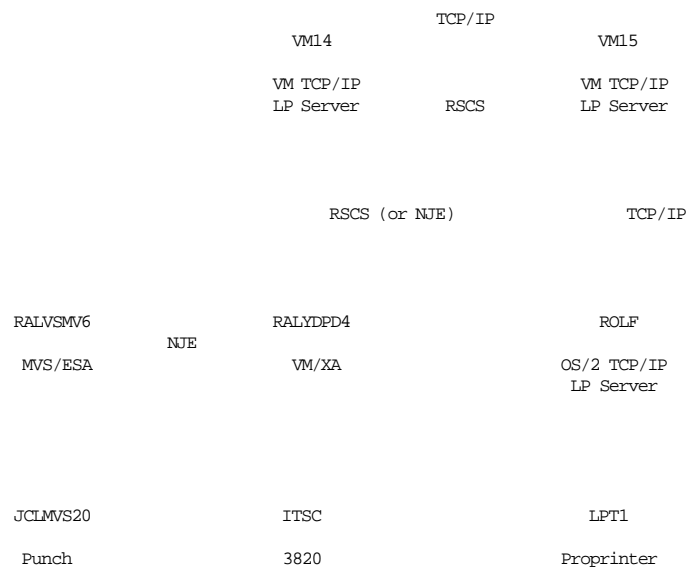 TCP/IP
VM14 VM15
VM TCP/IP VM TCP/IP
LP Server RSCS LP Server
RSCS (or NJE) TCP/IP
RALVSMV6 RALYDPD4 ROLF
NJE
MVS/ESA VM/XA OS/2 TCP/IP
LP Server
JCLMVS20 ITSC LPT1
Punch 3820 Proprinter